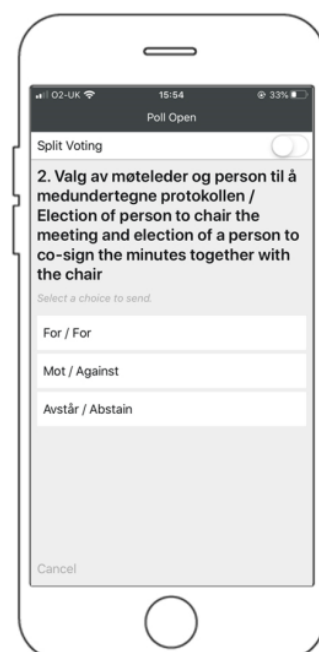 O2-UK 15:54 33%
Poll Open
Split Voting
2. Valg av møteleder og person til å
medundertegne protokollen /
Election of person to chair the
meeting and election of a person to
co-sign the minutes together with
the chair
Select a choice to send.
For / For
Mot / Against
Avstår / Abstain
Cancel